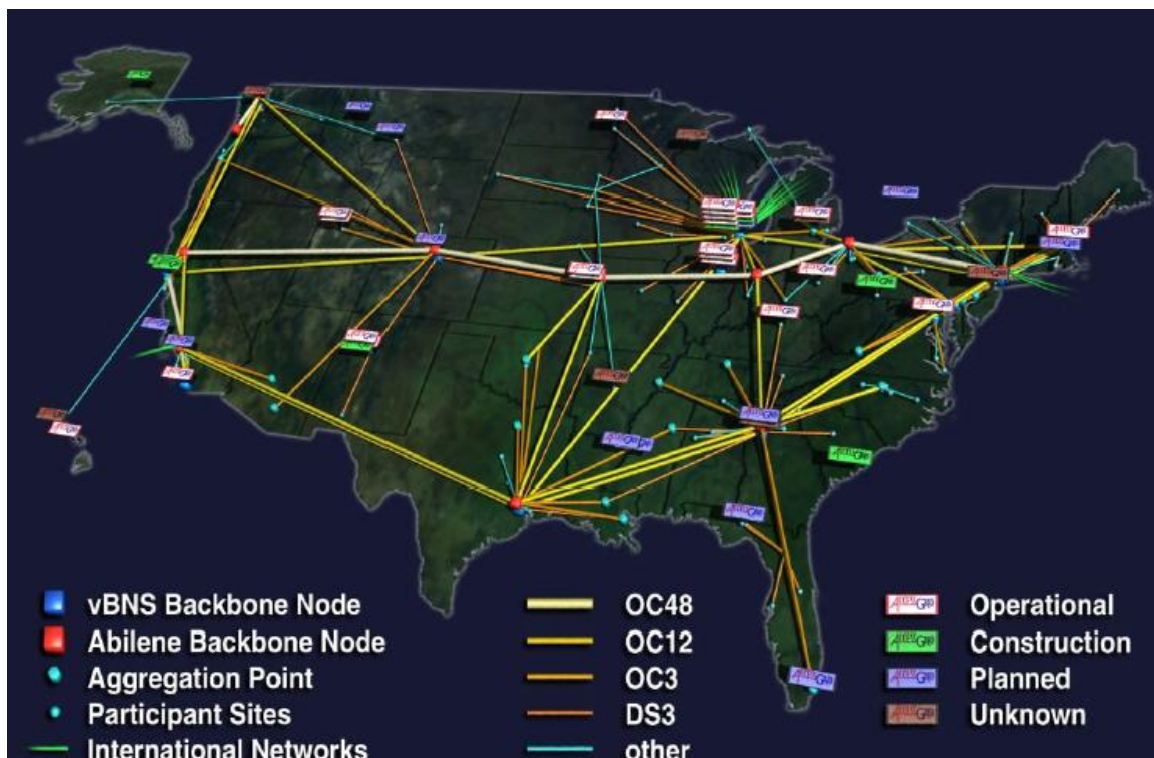 vBNS Backbone Node
Abilene Backbone Node
Aggregation Point
Participant Sites
International Networks
OC48
OC12
OC3
DS3
other
Operational
Construction
Planned
Unknown